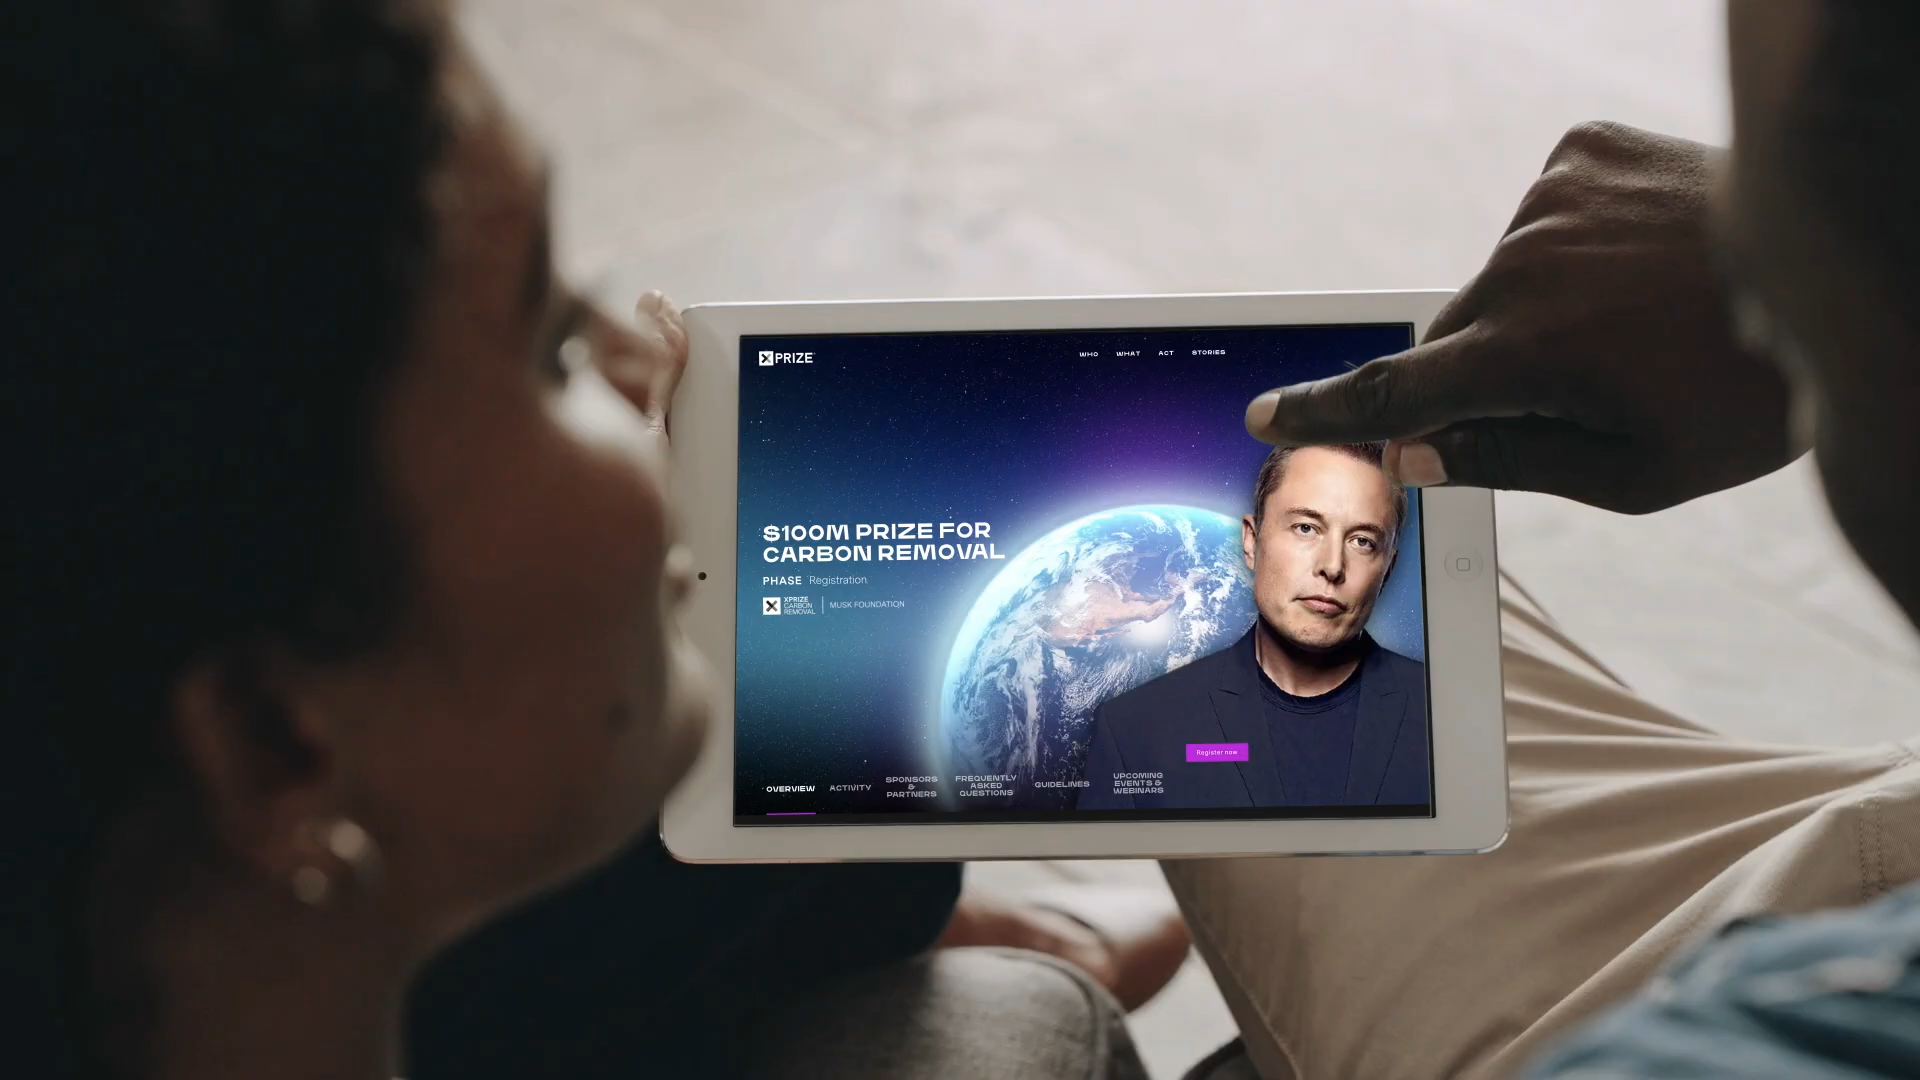 XPRIZE
WHO WHAT ACT STORIES
$100M PRIZE FOR
CARBON REMOVAL
PHASE Registration
XPRIZE
CARBON
REMOVAL
MUSK FOUNDATION
Register now
OVERVIEW
ACTIVITY
SPONSORS
&
PARTNERS
FREQUENTLY
ASKED
QUESTIONS
GUIDELINES
UPCOMING
EVENTS &
WEBINARS